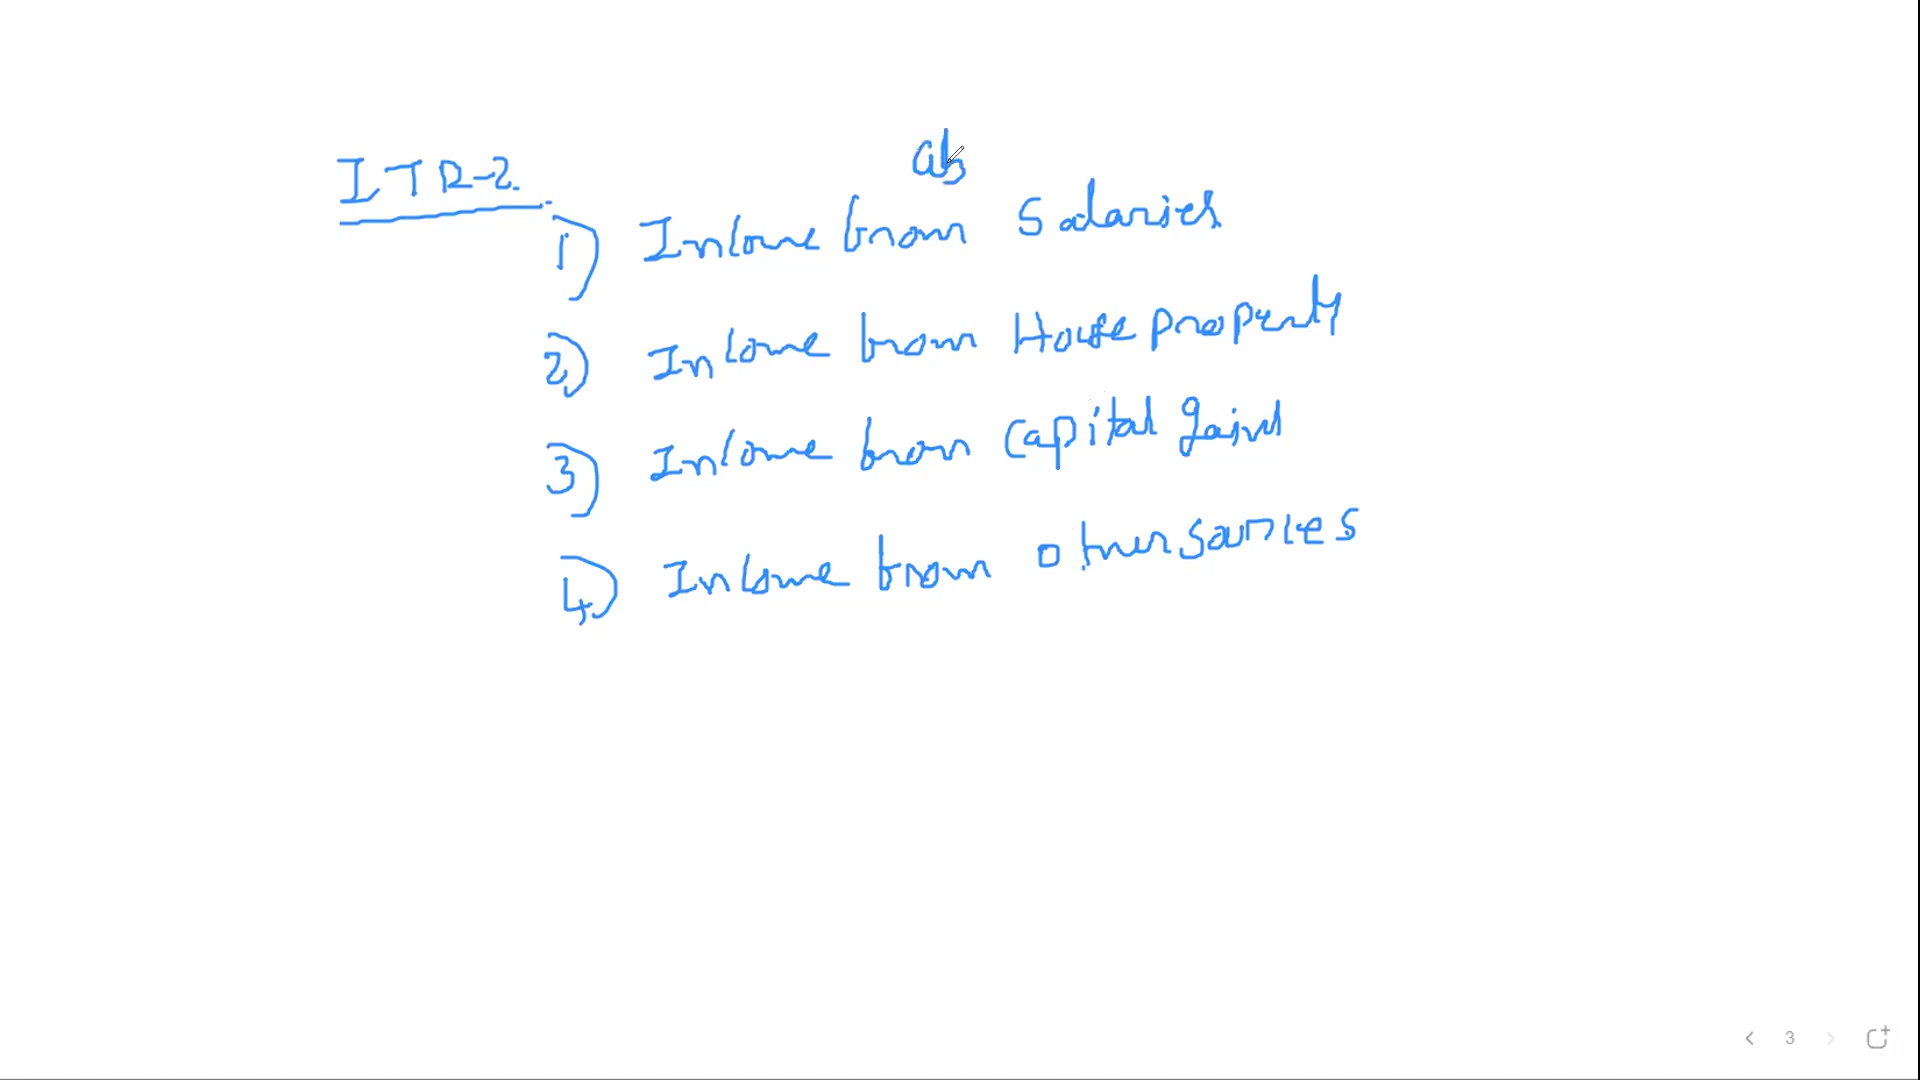 ITR-2.
ab
1) Income from Salaries
2) Income from House property
3) Income from Capital gains
4) Income from other sources
3